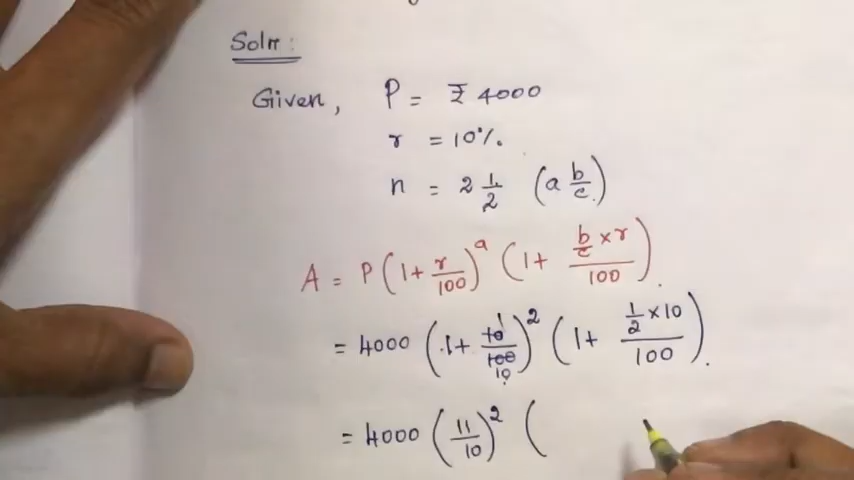 Soln:
Given, P = ₹ 4000
r = 10%.
n = 2 1/2 (a b/c)
A = P (1 + r/100)^a (1 + (b/c × r)/100).
= 4000 (1 + 10/100)^2 (1 + (1/2 × 10)/100).
= 4000 (11/10)^2 (